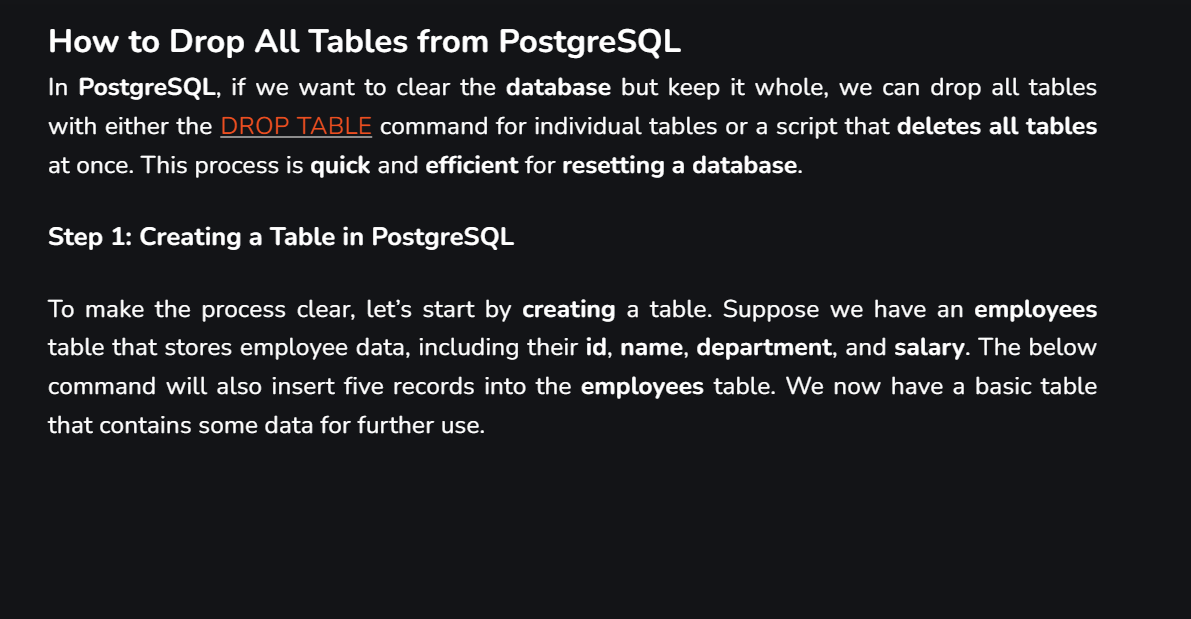 How to Drop All Tables from PostgreSQL
In PostgreSQL, if we want to clear the database but keep it whole, we can drop all tables
with either the DROP TABLE command for individual tables or a script that deletes all tables
at once. This process is quick and efficient for resetting a database.
Step 1: Creating a Table in PostgreSQL
To make the process clear, let’s start by creating a table. Suppose we have an employees
table that stores employee data, including their id, name, department, and salary. The below
command will also insert five records into the employees table. We now have a basic table
that contains some data for further use.